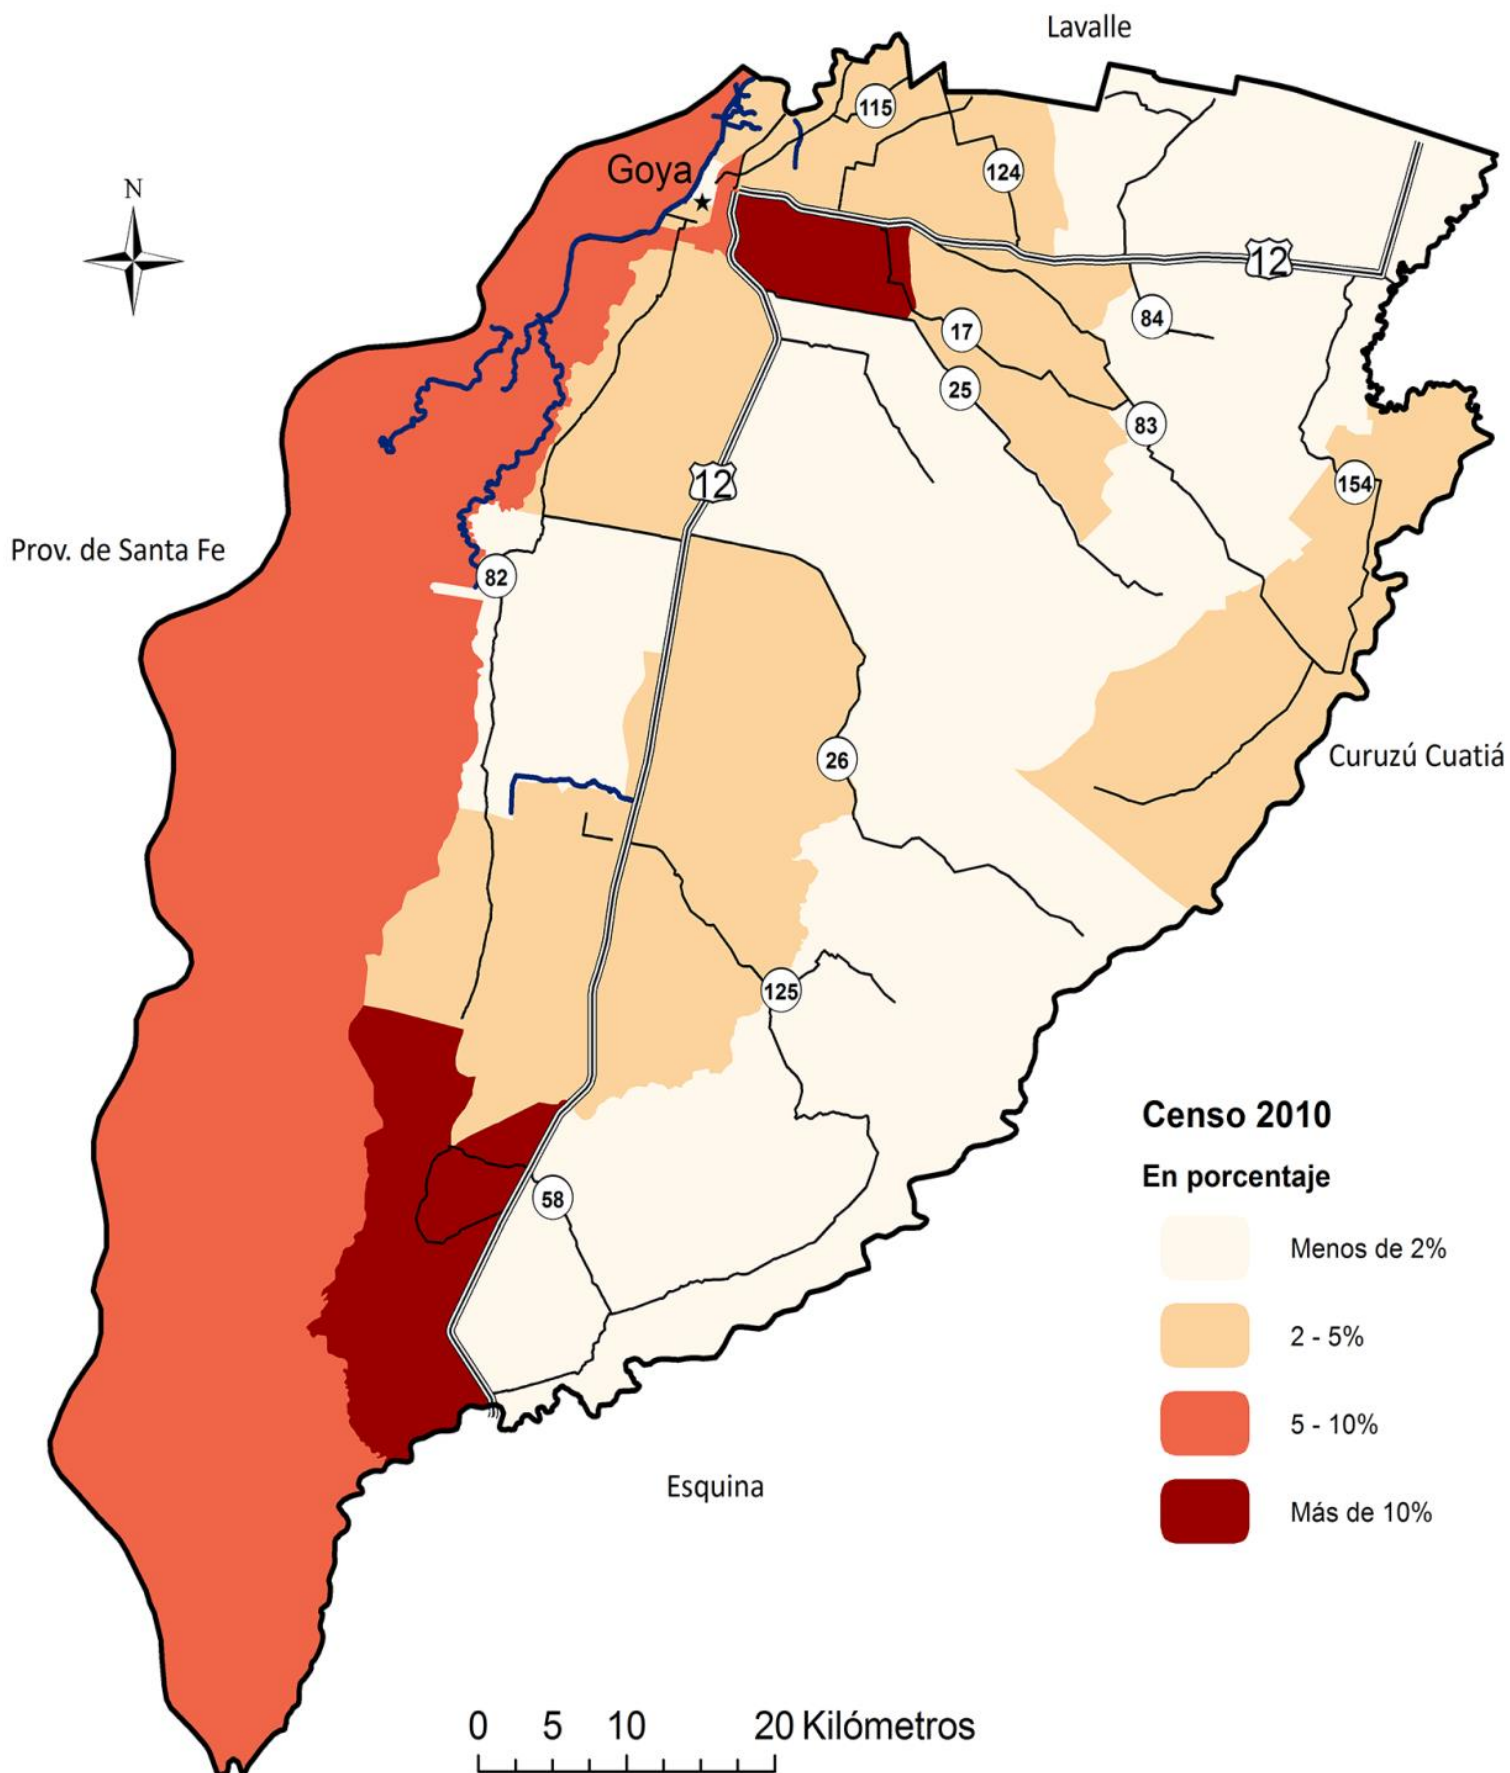 Lavalle
115
Goya
124
N
12
84
17
25
83
12
154
Prov. de Santa Fe
82
Curuzú Cuatiá
26
125
Censo 2010
En porcentaje
58
Menos de 2%
2 - 5%
5 - 10%
Esquina
Más de 10%
0 5 10 20 Kilómetros